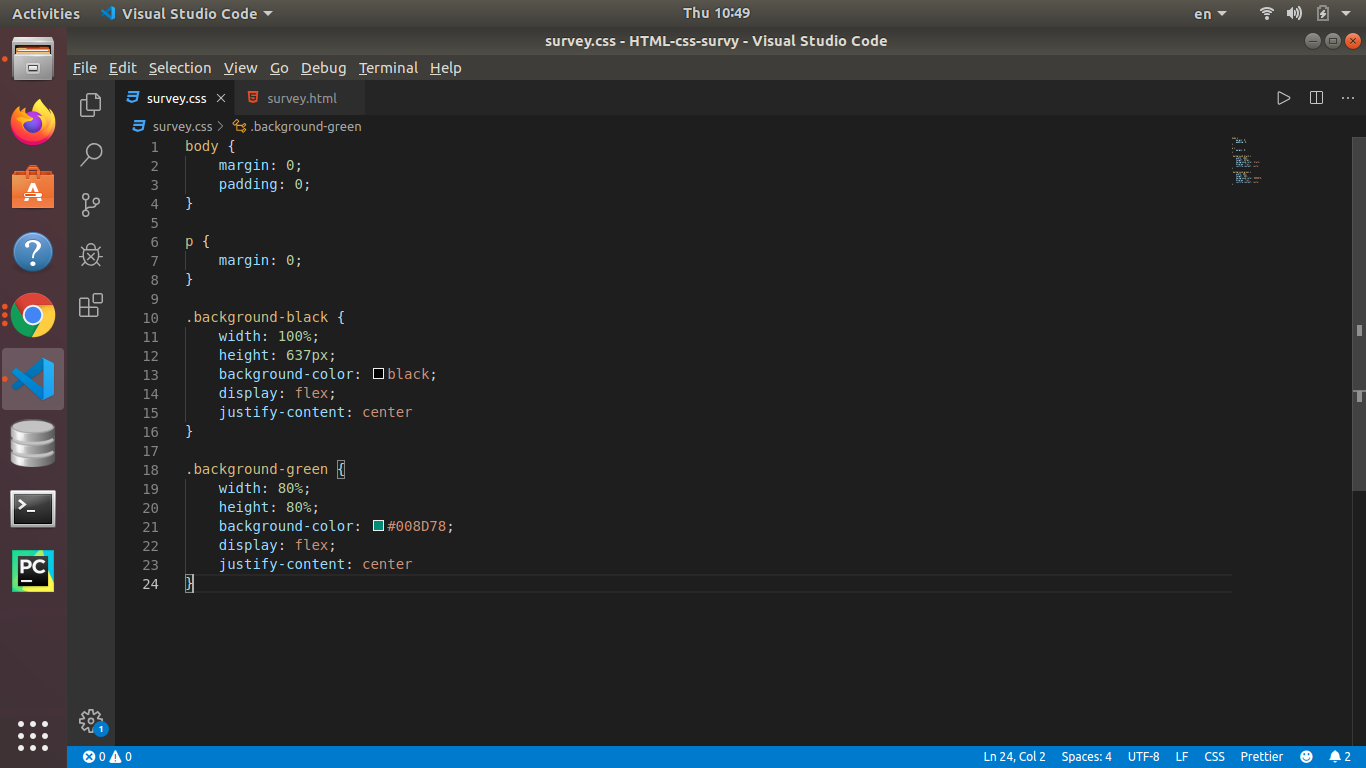 Activities Visual Studio Code Thu 10:49 en
survey.css - HTML-css-survy - Visual Studio Code
File Edit Selection View Go Debug Terminal Help
survey.css survey.html
survey.css .background-green
1 body {
2 margin: 0;
3 padding: 0;
4 }
5
6 p {
7 margin: 0;
8 }
9
10 .background-black {
11 width: 100%;
12 height: 637px;
13 background-color: black;
14 display: flex;
15 justify-content: center
16 }
17
18 .background-green {
19 width: 80%;
20 height: 80%;
21 background-color: #008D78;
22 display: flex;
23 justify-content: center
24 }
PC
1
0 0 Ln 24, Col 2 Spaces: 4 UTF-8 LF CSS Prettier 2